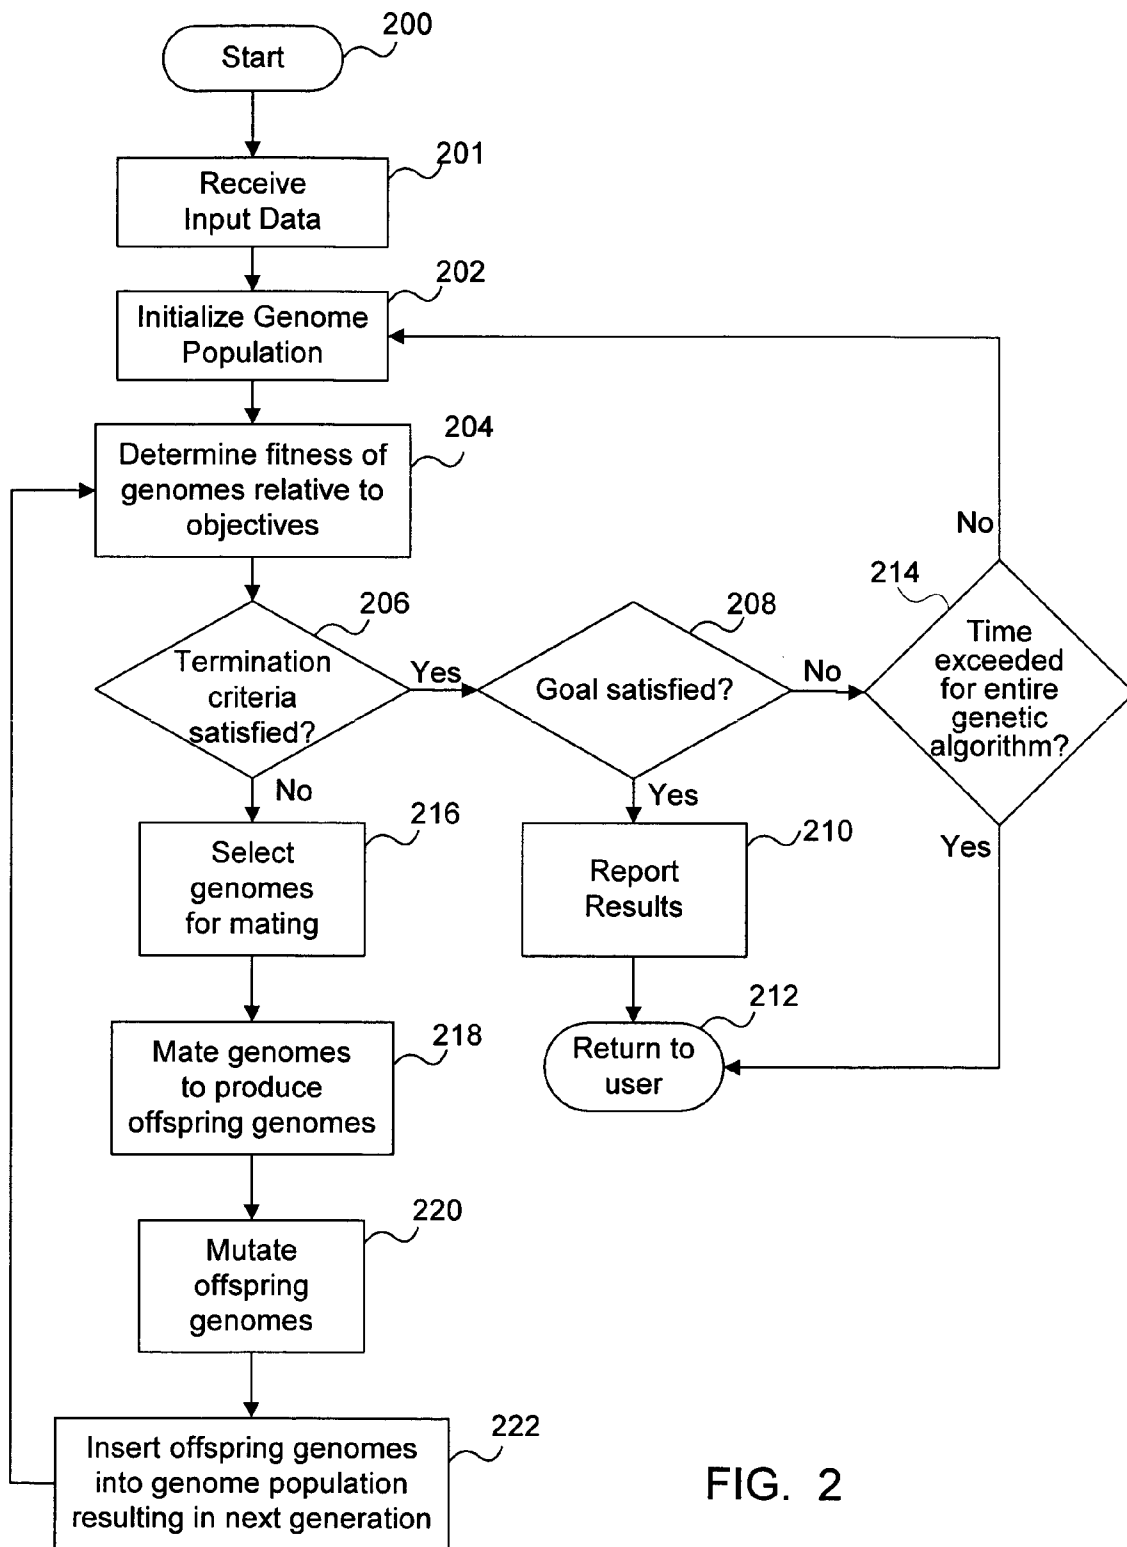 200
Start
201
Receive
Input Data
202
Initialize Genome
Population
204
Determine fitness of
genomes relative to
objectives
206
Termination
criteria
satisfied?
Yes
No
208
Goal satisfied?
No
Yes
214
Time
exceeded
for entire
genetic
algorithm?
No
Yes
216
Select
genomes
for mating
210
Report
Results
212
Return to
user
218
Mate genomes
to produce
offspring genomes
220
Mutate
offspring
genomes
222
Insert offspring genomes
into genome population
resulting in next generation
FIG. 2